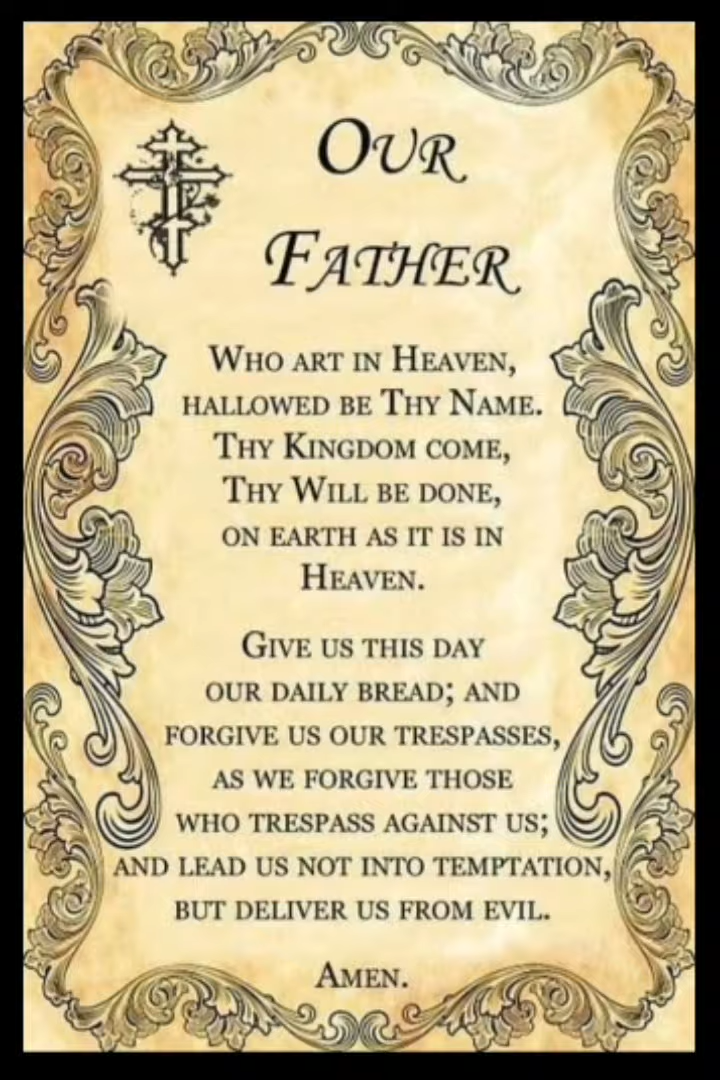 OUR
FATHER
WHO ART IN HEAVEN,
HALLOWED BE THY NAME.
THY KINGDOM COME,
THY WILL BE DONE,
ON EARTH AS IT IS IN
HEAVEN.
GIVE US THIS DAY
OUR DAILY BREAD; AND
FORGIVE US OUR TRESPASSES,
AS WE FORGIVE THOSE
WHO TRESPASS AGAINST US;
AND LEAD US NOT INTO TEMPTATION,
BUT DELIVER US FROM EVIL.
AMEN.